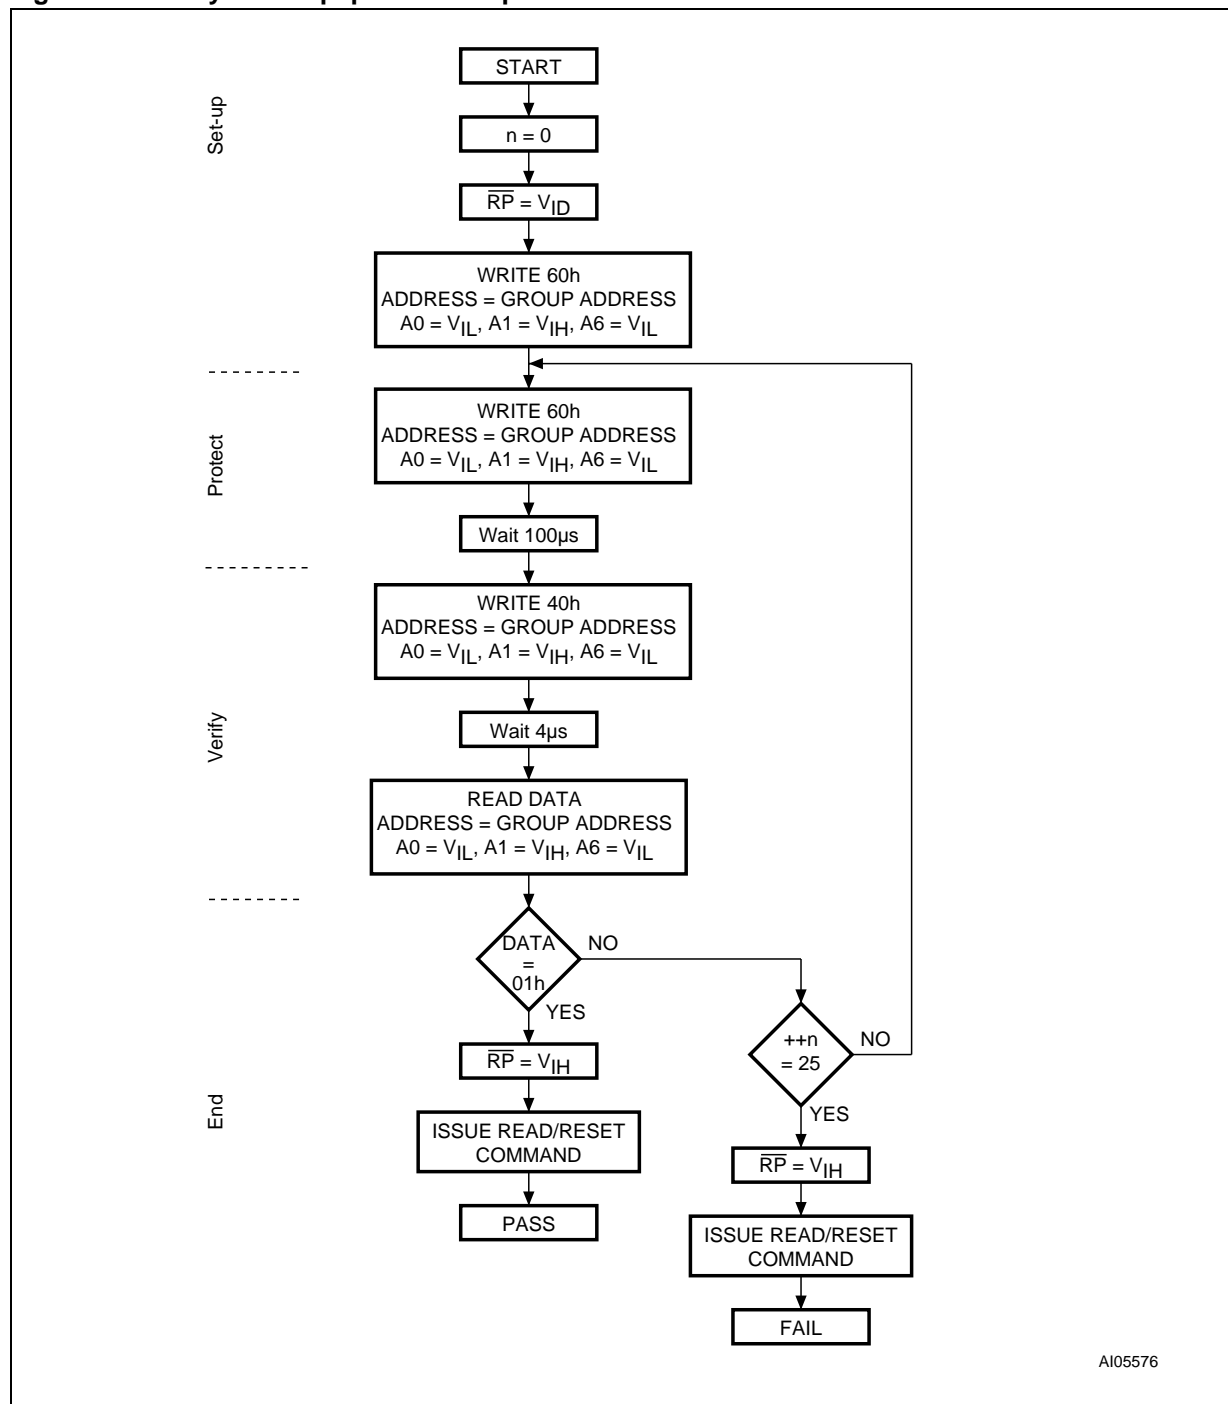 START
Set-up
n = 0
RP = VID
WRITE 60h
ADDRESS = GROUP ADDRESS
A0 = VIL, A1 = VIH, A6 = VIL
Protect
WRITE 60h
ADDRESS = GROUP ADDRESS
A0 = VIL, A1 = VIH, A6 = VIL
Wait 100µs
WRITE 40h
ADDRESS = GROUP ADDRESS
A0 = VIL, A1 = VIH, A6 = VIL
Verify
Wait 4µs
READ DATA
ADDRESS = GROUP ADDRESS
A0 = VIL, A1 = VIH, A6 = VIL
DATA
=
01h
NO
YES
++n
= 25
NO
YES
End
RP = VIH
ISSUE READ/RESET
COMMAND
PASS
RP = VIH
ISSUE READ/RESET
COMMAND
FAIL
AI05576